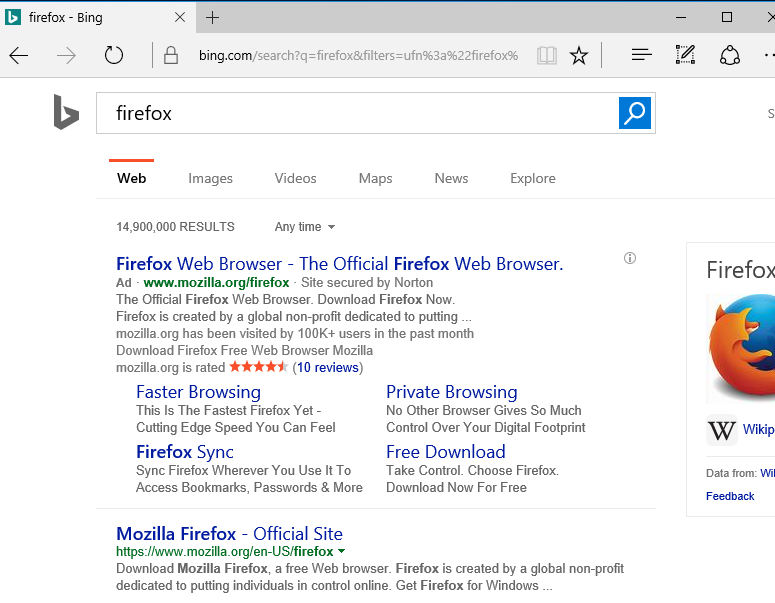 firefox - Bing
bing.com/search?q=firefox&filters=ufn%3a%22firefox%
firefox
Web Images Videos Maps News Explore
14,900,000 RESULTS Any time
Firefox Web Browser - The Official Firefox Web Browser.
Ad · www.mozilla.org/firefox · Site secured by Norton
The Official Firefox Web Browser. Download Firefox Now.
Firefox is created by a global non-profit dedicated to putting ...
mozilla.org has been visited by 100K+ users in the past month
Download Firefox Free Web Browser Mozilla
mozilla.org is rated (10 reviews)
Faster Browsing
This Is The Fastest Firefox Yet -
Cutting Edge Speed You Can Feel
Private Browsing
No Other Browser Gives So Much
Control Over Your Digital Footprint
Firefox Sync
Sync Firefox Wherever You Use It To
Access Bookmarks, Passwords & More
Free Download
Take Control. Choose Firefox.
Download Now For Free
Mozilla Firefox - Official Site
https://www.mozilla.org/en-US/firefox
Download Mozilla Firefox, a free Web browser. Firefox is created by a global non-profit
dedicated to putting individuals in control online. Get Firefox for Windows ...
S
Firefox
W Wikip
Data from: Wi
Feedback